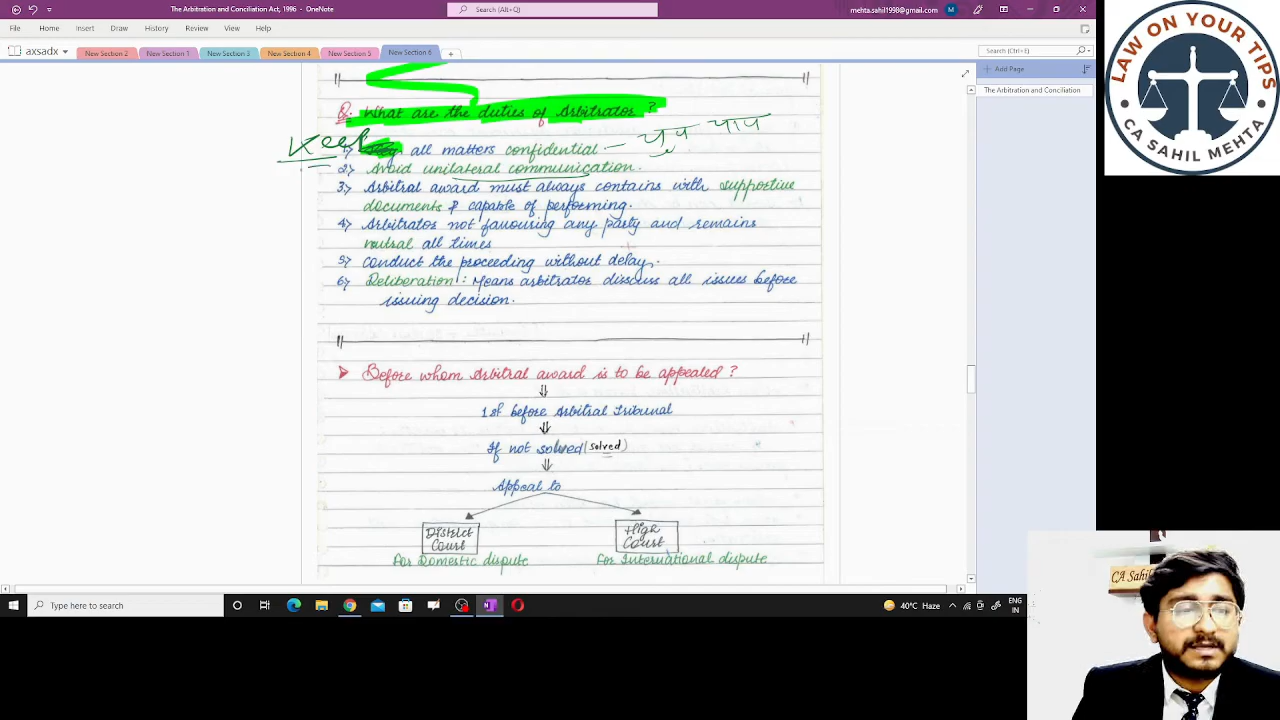 The Arbitration and Conciliation Act, 1996 - OneNote
Search (Alt+Q)
mehta.sahil1998@gmail.com
M
File Home Insert Draw History Review View Help
axsadx
New Section 2 New Section 1 New Section 3 New Section 4 New Section 5 New Section 6
Search (Ctrl+E)
Add Page
The Arbitration and Conciliation
Q. What are the duties of Arbitrator ?
Keep
1) all matters confidential – चुप चाप
2) Avoid unilateral communication.
3) Arbitral award must always contains with supportive
documents & capable of performing.
4) Arbitrator not favouring any party and remains
neutral all times
5) conduct the proceeding without delay.
6) Deliberation : Means arbitrator discuss all issues before
issuing decision.
Before whom Arbitral award is to be appealed ?
1st before Arbitral Tribunal
If not solved (solved)
Appeal to
District
Court
High
Court
For Domestic dispute
For International dispute
Type here to search
40°C Haze
ENG
IN
LAW ON YOUR TIPS
CA SAHIL MEHTA
CA Sahil